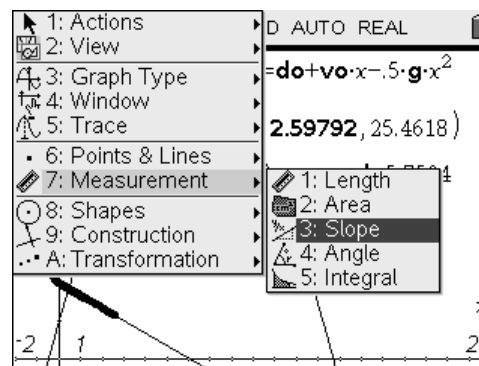 1: Actions
2: View
3: Graph Type
4: Window
5: Trace
6: Points & Lines
7: Measurement
8: Shapes
9: Construction
A: Transformation
1: Length
2: Area
3: Slope
4: Angle
5: Integral
D AUTO REAL
=do+vo·x−.5·g·x²
2.59792, 25.4618)
-2 1 2